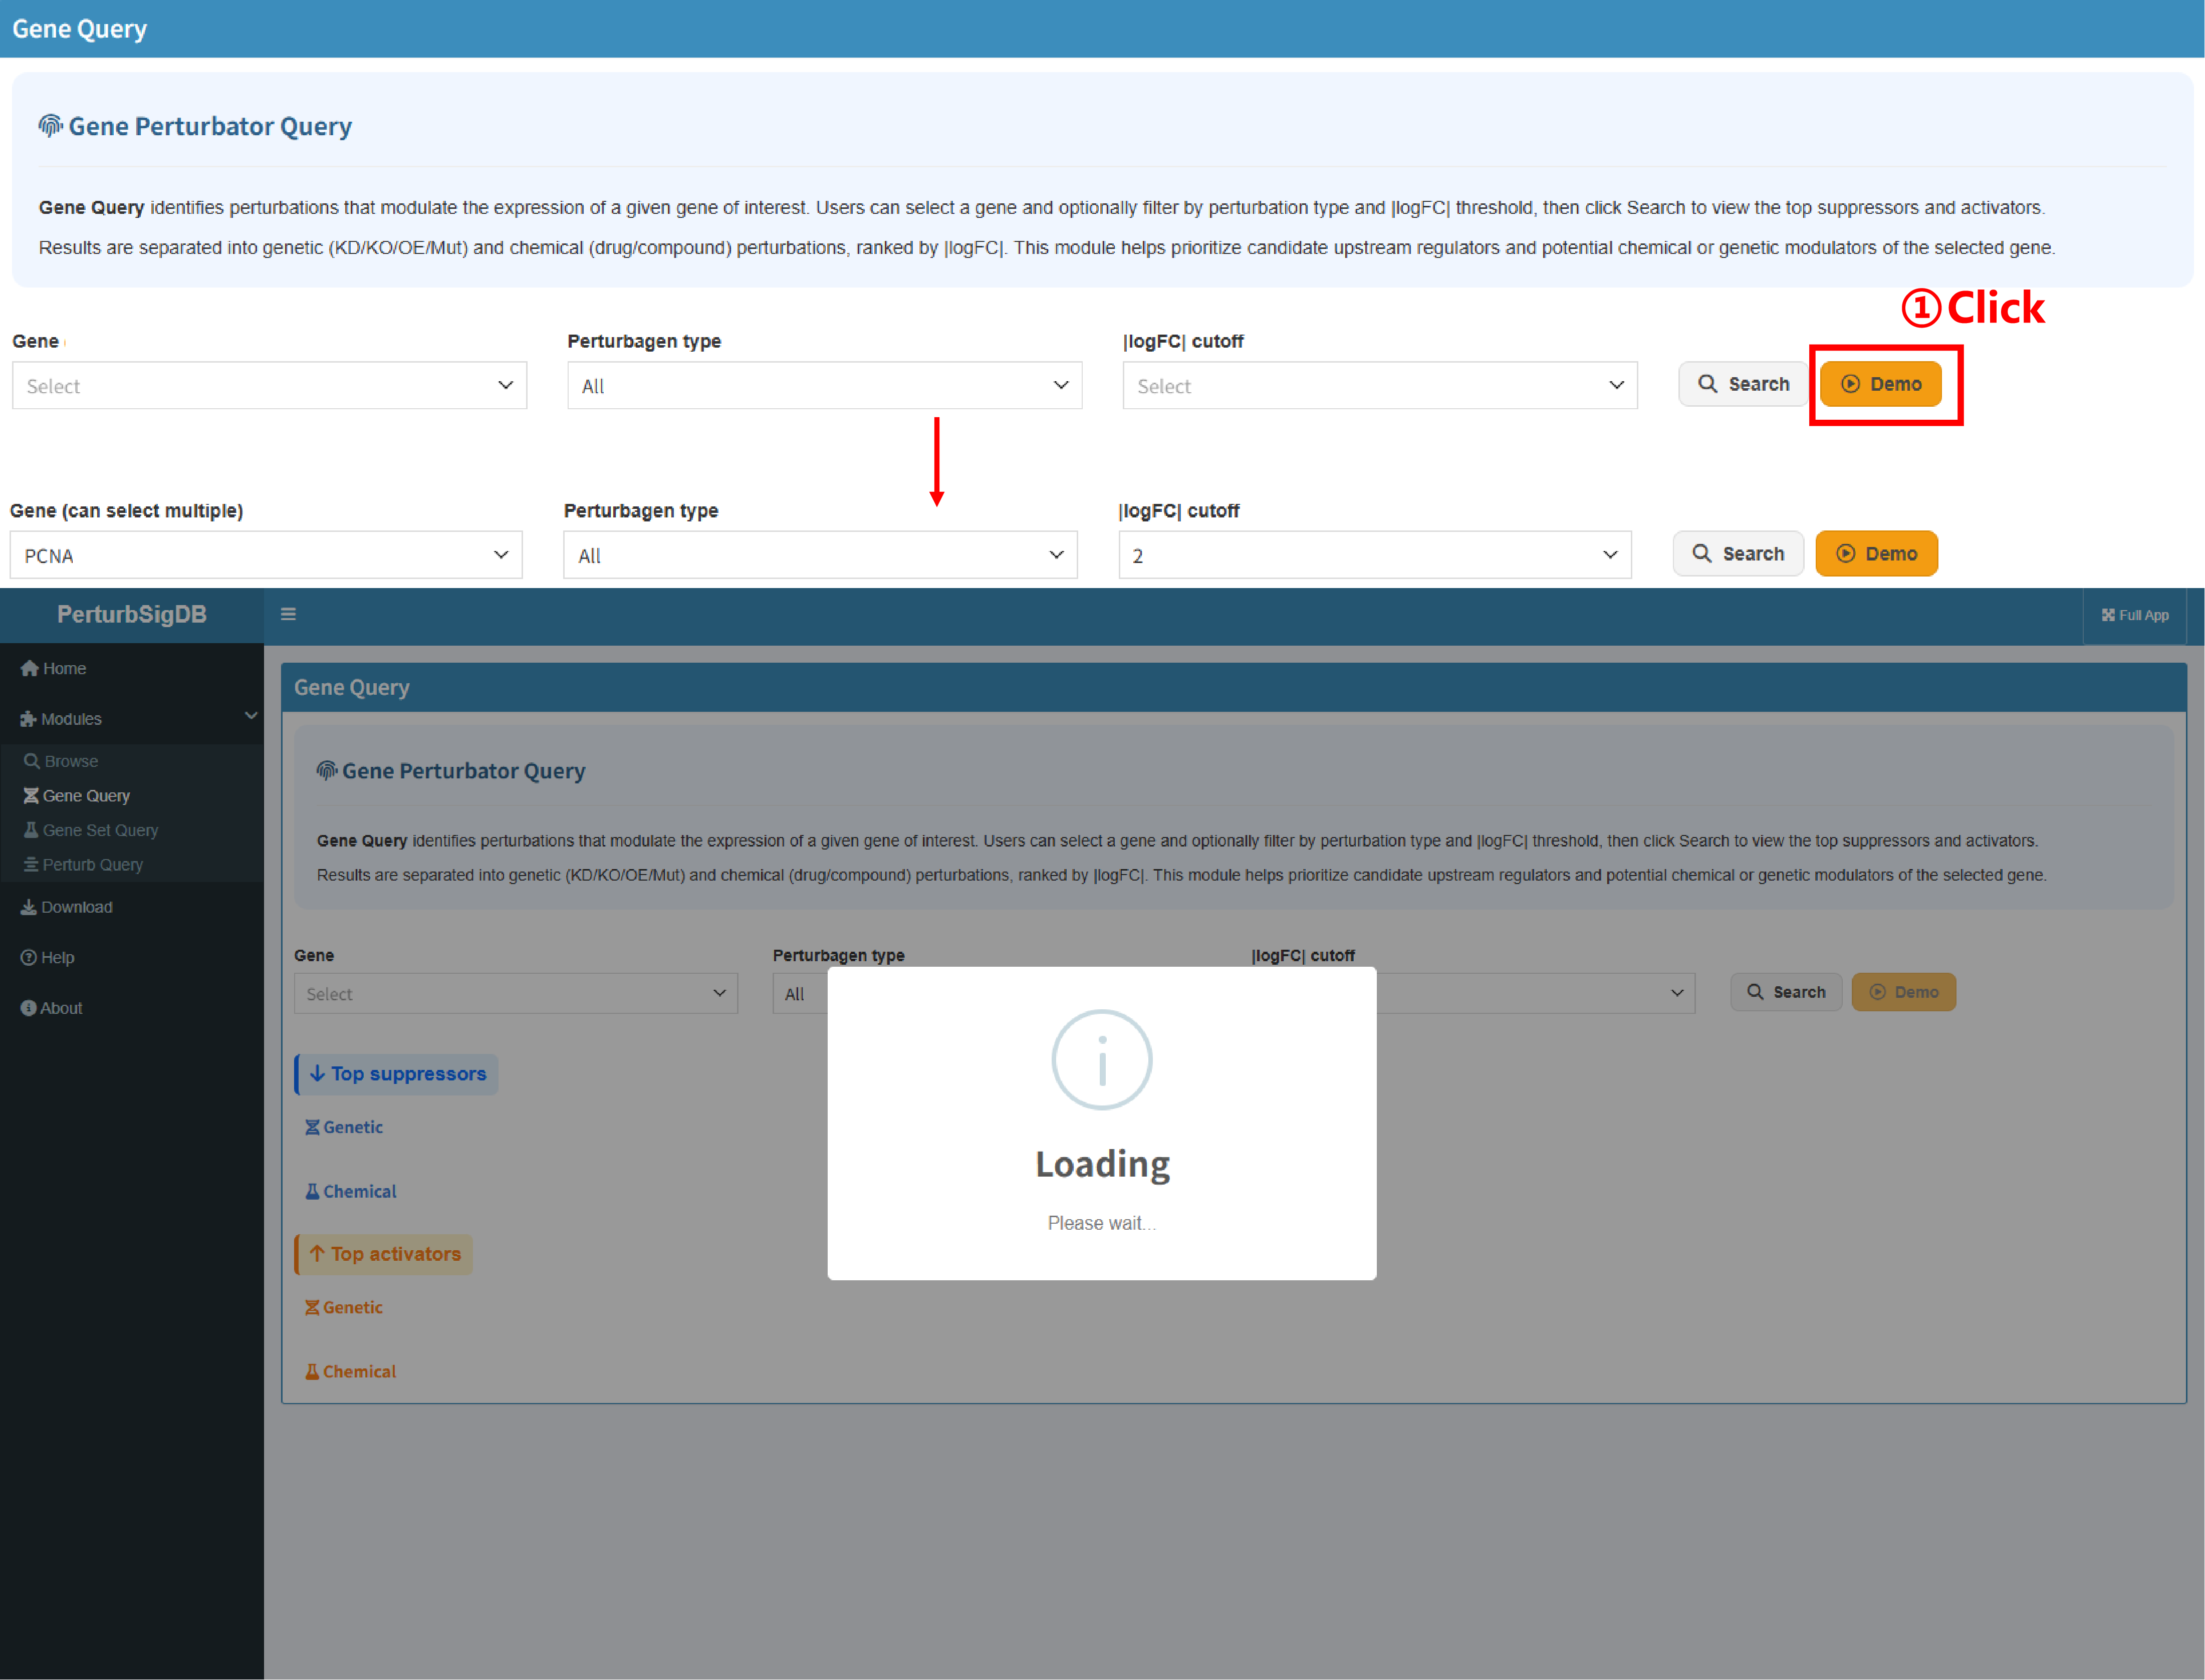 Gene Query
Gene Perturbator Query
Gene Query identifies perturbations that modulate the expression of a given gene of interest. Users can select a gene and optionally filter by perturbation type and |logFC| threshold, then click Search to view the top suppressors and activators.
Results are separated into genetic (KD/KO/OE/Mut) and chemical (drug/compound) perturbations, ranked by |logFC|. This module helps prioritize candidate upstream regulators and potential chemical or genetic modulators of the selected gene.
①Click
Gene Perturbagen type |logFC| cutoff
Select All Select Search Demo
Gene (can select multiple) Perturbagen type |logFC| cutoff
PCNA All 2 Search Demo
PerturbSigDB Full App
Home
Modules
Browse
Gene Query
Gene Set Query
Perturb Query
Download
Help
About
Gene Query
Gene Perturbator Query
Gene Query identifies perturbations that modulate the expression of a given gene of interest. Users can select a gene and optionally filter by perturbation type and |logFC| threshold, then click Search to view the top suppressors and activators.
Results are separated into genetic (KD/KO/OE/Mut) and chemical (drug/compound) perturbations, ranked by |logFC|. This module helps prioritize candidate upstream regulators and potential chemical or genetic modulators of the selected gene.
Gene Perturbagen type |logFC| cutoff
Select All Search Demo
Top suppressors
Genetic
Chemical
Top activators
Genetic
Chemical
Loading
Please wait...